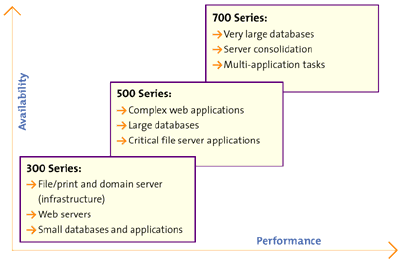 700 Series:
→ Very large databases
→ Server consolidation
→ Multi-application tasks
500 Series:
→ Complex web applications
→ Large databases
→ Critical file server applications
300 Series:
→ File/print and domain server
(infrastructure)
→ Web servers
→ Small databases and applications
Availability
Performance